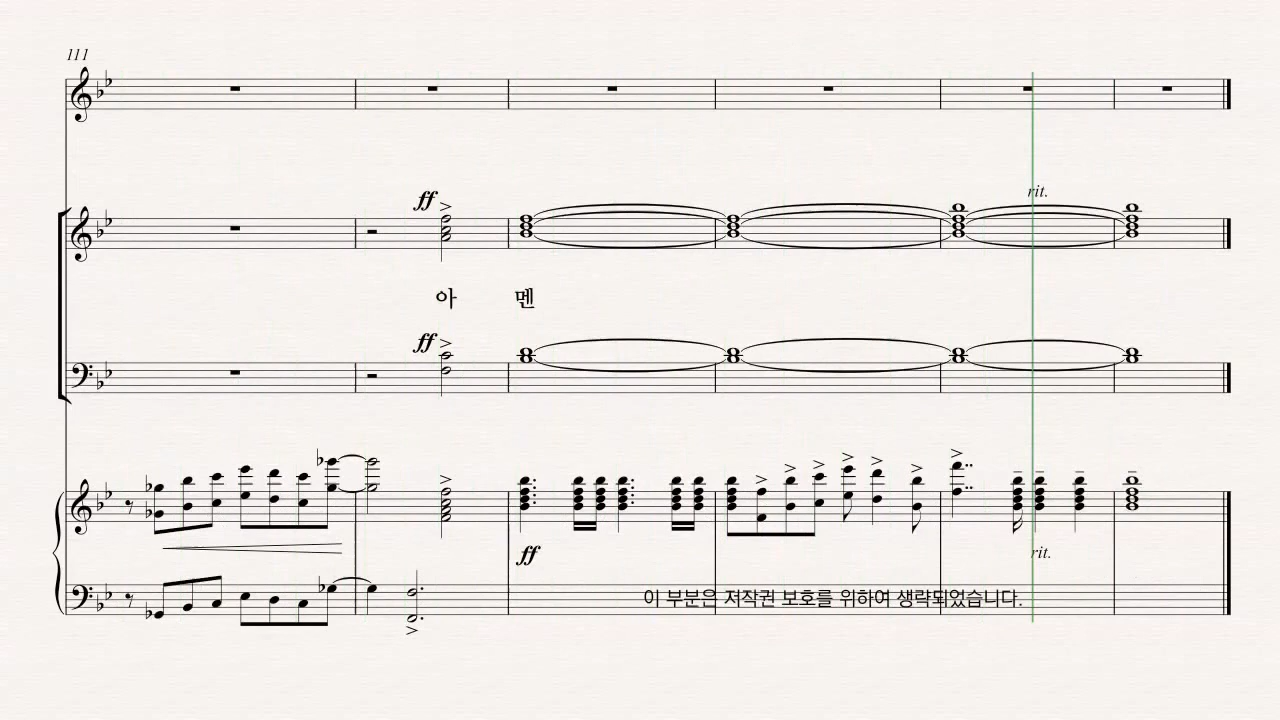 111
ff
rit.
아 멘
ff
ff
rit.
이 부분은 저작권 보호를 위하여 생략되었습니다.